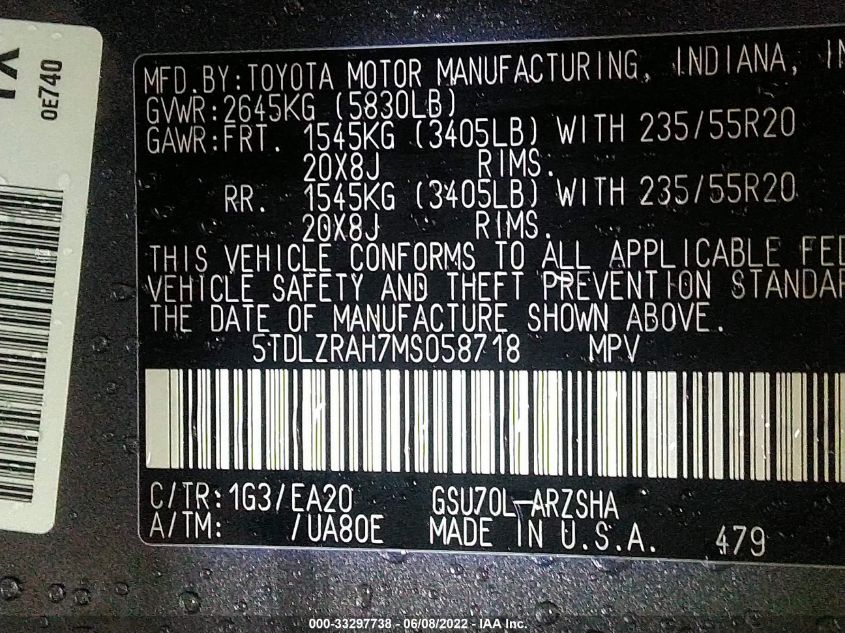 0E740
MFD.BY:TOYOTA MOTOR MANUFACTURING, INDIANA,
GVWR:2645KG (5830LB)
GAWR:FRT. 1545KG (3405LB) WITH 235/55R20
20X8J RIMS.
RR. 1545KG (3405LB) WITH 235/55R20
20X8J RIMS.
THIS VEHICLE CONFORMS TO ALL APPLICABLE FED
VEHICLE SAFETY AND THEFT PREVENTION STANDAR
THE DATE OF MANUFACTURE SHOWN ABOVE.
5TDLZRAH7MS058718 MPV
C/TR:1G3/EA20 GSU70L-ARZSHA
A/TM: /UA80E MADE IN U.S.A. 479
000-33297738 - 06/08/2022 - IAA Inc.